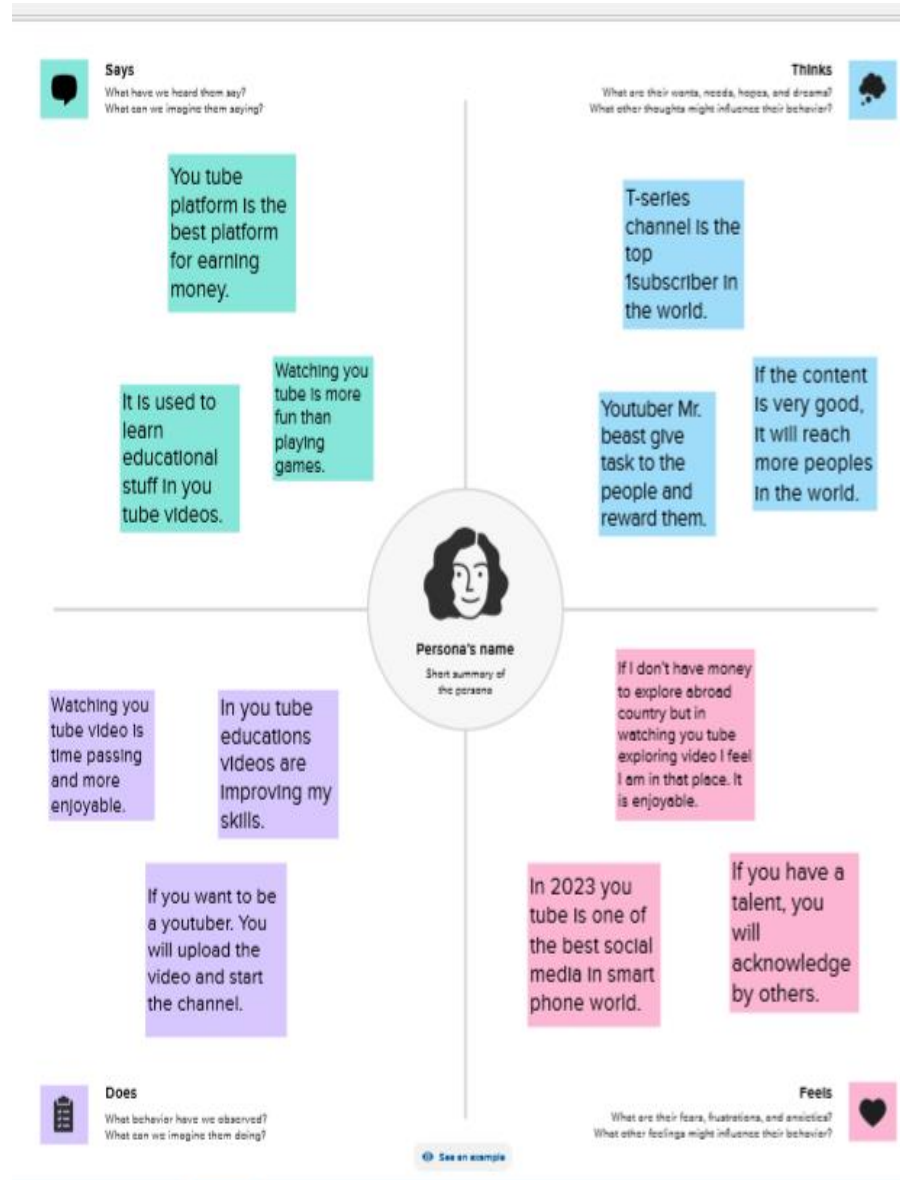 Says
What have we heard them say?
What can we imagine them saying?
Thinks
What are their wants, needs, hopes, and dreams?
What other thoughts might influence their behavior?
You tube
platform is the
best platform
for earning
money.
It is used to
learn
educational
stuff in you
tube videos.
Watching you
tube is more
fun than
playing
games.
T-series
channel is the
top
1subscriber in
the world.
Youtuber Mr.
beast give
task to the
people and
reward them.
If the content
is very good,
it will reach
more peoples
in the world.
Persona's name
Short summary of
the persona
Watching you
tube video is
time passing
and more
enjoyable.
In you tube
educations
videos are
improving my
skills.
If you want to be
a youtuber. You
will upload the
video and start
the channel.
If I don't have money
to explore abroad
country but in
watching you tube
exploring video I feel
I am in that place. It
is enjoyable.
In 2023 you
tube is one of
the best social
media in smart
phone world.
If you have a
talent, you
will
acknowledge
by others.
Does
What behavior have we observed?
What can we imagine them doing?
Feels
What are their fears, frustrations, and anxieties?
What other feelings might influence their behavior?
See an example